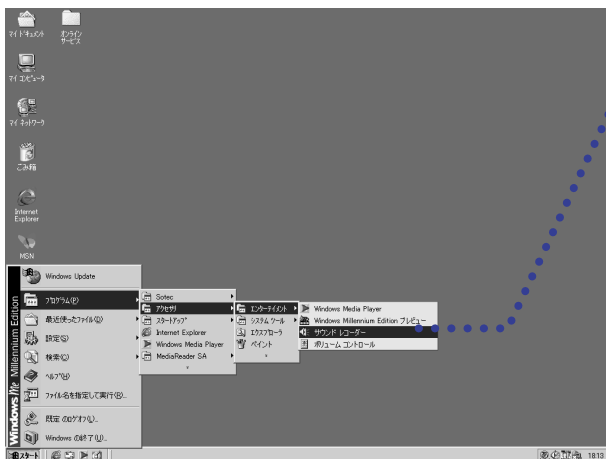 マイ ドキュメント
オンライン
サービス
マイ コンピュータ
マイ ネットワーク
ごみ箱
Internet
Explorer
MSN
Windows Me Millennium Edition
Windows Update
プログラム(P)
最近使ったファイル(D)
設定(S)
検索(C)
ヘルプ(H)
ファイル名を指定して実行(R)...
既定 のログオフ(L)...
Windows の終了(U)...
Sotec
アクセサリ
スタートアップ
Internet Explorer
Windows Media Player
MediaReader SA
エンターテイメント
システム ツール
エクスプローラ
ペイント
Windows Media Player
Windows Millennium Edition プレビュー
サウンド レコーダー
ボリューム コントロール
スタート
18:13